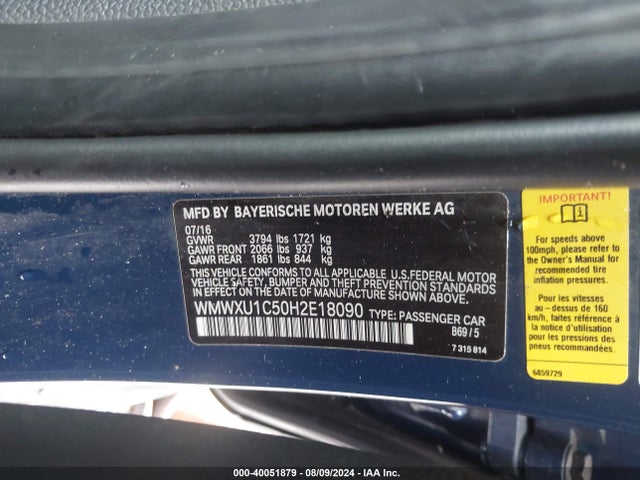 MFD BY BAYERISCHE MOTOREN WERKE AG
07/16
GVWR 3794 lbs 1721 kg
GAWR FRONT 2066 lbs 937 kg
GAWR REAR 1861 lbs 844 kg
THIS VEHICLE CONFORMS TO ALL APPLICABLE U.S.FEDERAL MOTOR
VEHICLE SAFETY, BUMPER, AND THEFT PREVENTION STANDARDS
IN EFFECT ON THE DATE OF MANUFACTURE SHOWN ABOVE.
WMWXU1C50H2E18090 TYPE: PASSENGER CAR
B69/5
7 315 814
IMPORTANT!
For speeds above
100mph, please refer to
the Owner's Manual for
recommended tire
inflation pressures.
Pour les vitesses
au-dessus de 160
km/h, faites référence à
la notice d'utilisation
pour les pressions des
pneus recommandées.
6859729
000-40051879 - 08/09/2024 - IAA Inc.